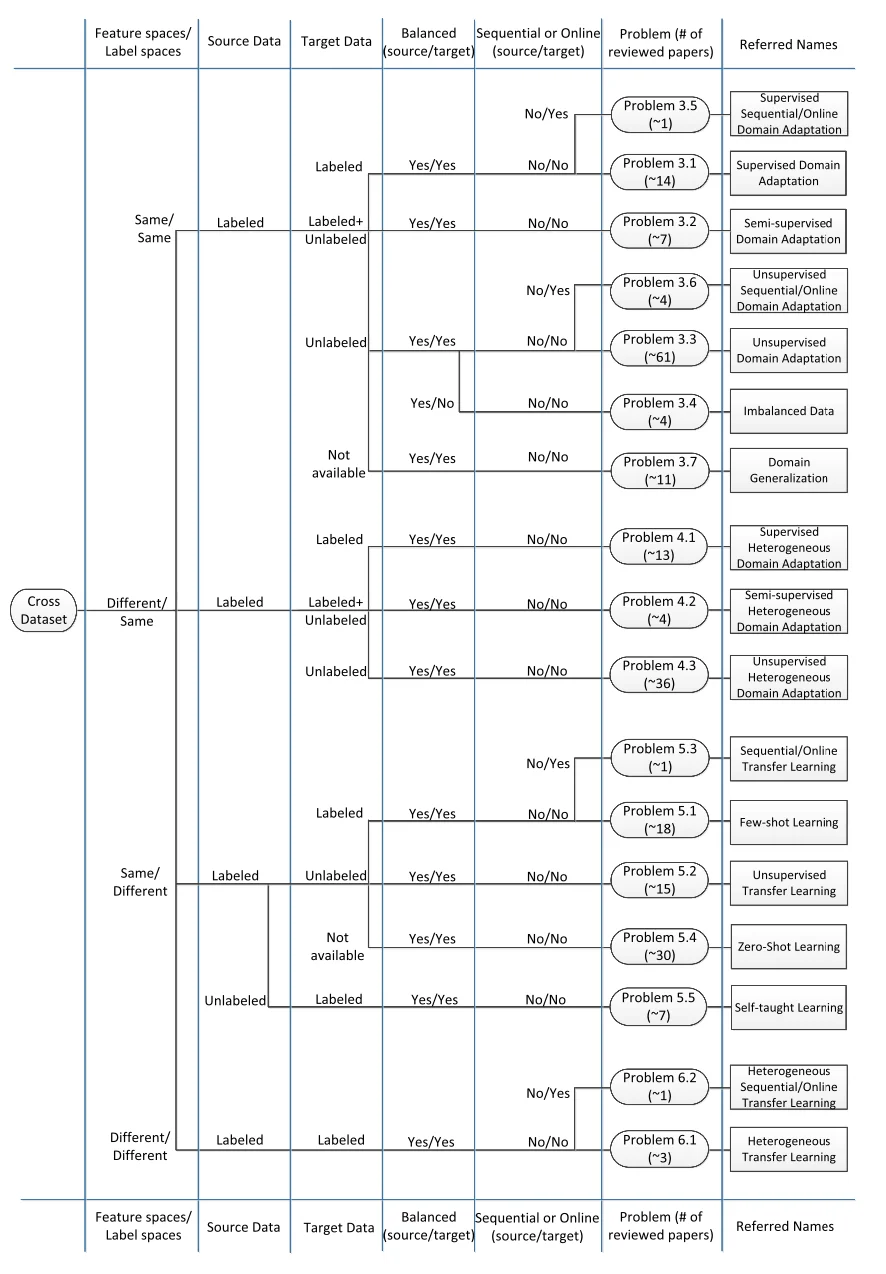 Feature spaces/
Label spaces
Source Data
Target Data
Balanced
(source/target)
Sequential or Online
(source/target)
Problem (# of
reviewed papers)
Referred Names
No/Yes
Problem 3.5
(~1)
Supervised
Sequential/Online
Domain Adaptation
Labeled
Yes/Yes
No/No
Problem 3.1
(~14)
Supervised Domain
Adaptation
Same/
Same
Labeled
Labeled+
Unlabeled
Yes/Yes
No/No
Problem 3.2
(~7)
Semi-supervised
Domain Adaptation
No/Yes
Problem 3.6
(~4)
Unsupervised
Sequential/Online
Domain Adaptation
Unlabeled
Yes/Yes
No/No
Problem 3.3
(~61)
Unsupervised
Domain Adaptation
Yes/No
No/No
Problem 3.4
(~4)
Imbalanced Data
Not
available
Yes/Yes
No/No
Problem 3.7
(~11)
Domain
Generalization
Labeled
Yes/Yes
No/No
Problem 4.1
(~13)
Supervised
Heterogeneous
Domain Adaptation
Cross
Dataset
Different/
Same
Labeled
Labeled+
Unlabeled
Yes/Yes
No/No
Problem 4.2
(~4)
Semi-supervised
Heterogeneous
Domain Adaptation
Unlabeled
Yes/Yes
No/No
Problem 4.3
(~36)
Unsupervised
Heterogeneous
Domain Adaptation
No/Yes
Problem 5.3
(~1)
Sequential/Online
Transfer Learning
Labeled
Yes/Yes
No/No
Problem 5.1
(~18)
Few-shot Learning
Same/
Different
Labeled
Unlabeled
Yes/Yes
No/No
Problem 5.2
(~15)
Unsupervised
Transfer Learning
Not
available
Yes/Yes
No/No
Problem 5.4
(~30)
Zero-Shot Learning
Unlabeled
Labeled
Yes/Yes
No/No
Problem 5.5
(~7)
Self-taught Learning
No/Yes
Problem 6.2
(~1)
Heterogeneous
Sequential/Online
Transfer Learning
Different/
Different
Labeled
Labeled
Yes/Yes
No/No
Problem 6.1
(~3)
Heterogeneous
Transfer Learning
Feature spaces/
Label spaces
Source Data
Target Data
Balanced
(source/target)
Sequential or Online
(source/target)
Problem (# of
reviewed papers)
Referred Names